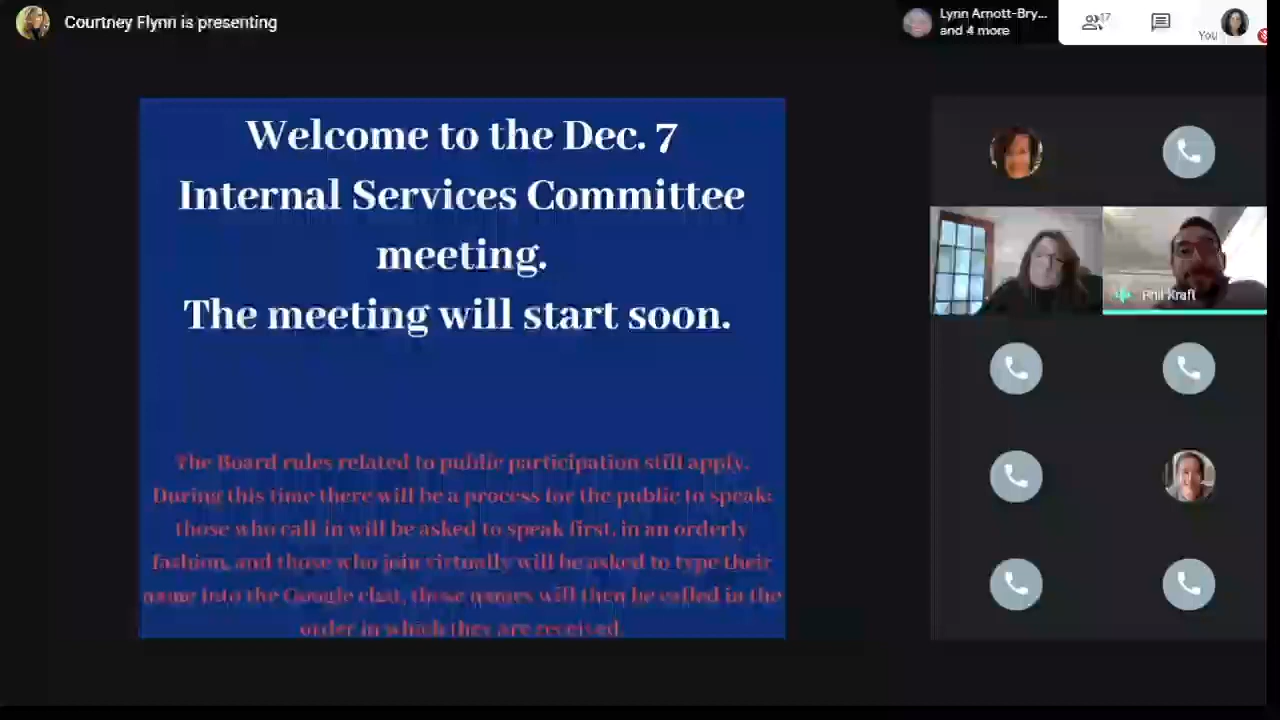 Courtney Flynn is presenting
Lynn Arnott-Bry...
and 4 more
17
You
Welcome to the Dec. 7
Internal Services Committee
meeting.
The meeting will start soon.
Phil Kraft
The Board rules related to public participation still apply.
During this time there will be a process for the public to speak:
those who call in will be asked to speak first, in an orderly
fashion, and those who join virtually will be asked to type their
name into the Google chat, those names will then be called in the
order in which they are received.